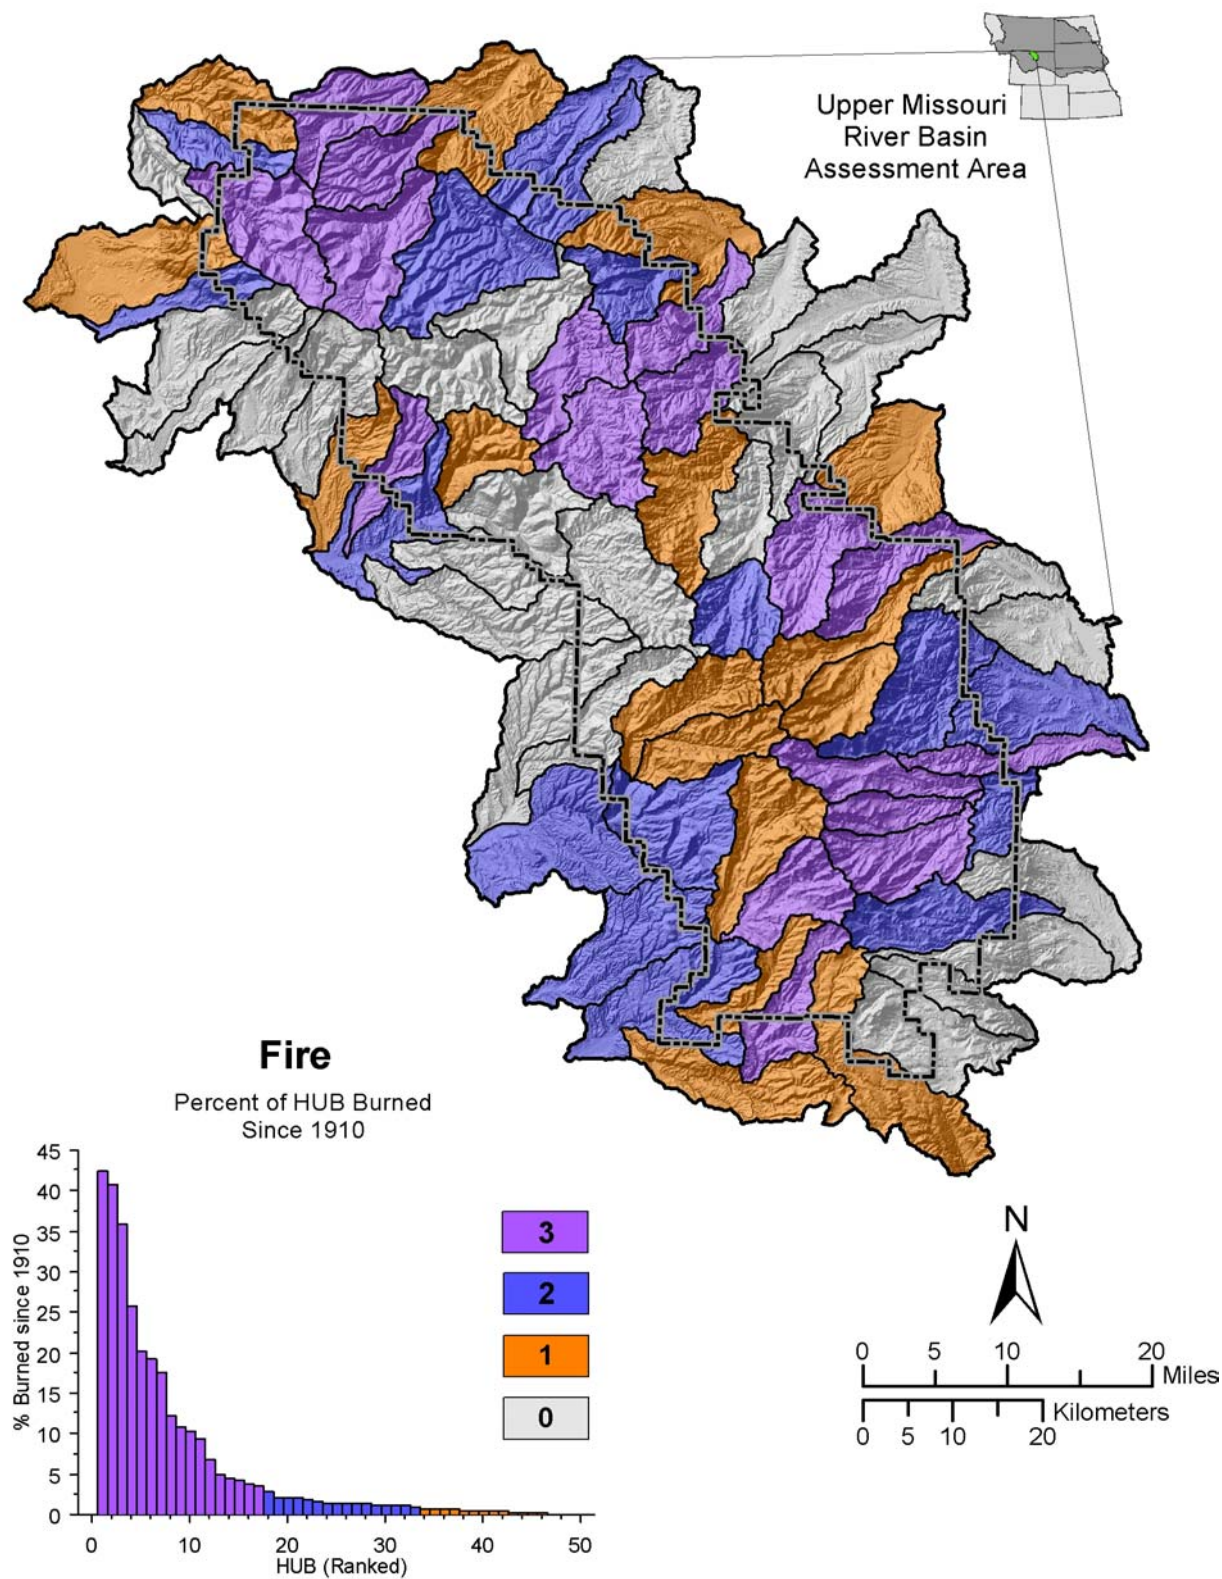 Upper Missouri
River Basin
Assessment Area
Fire
Percent of HUB Burned
Since 1910
45
40
35
30
25
20
15
10
5
0
% Burned since 1910
0 10 20 30 40 50
HUB (Ranked)
3
2
1
0
N
0 5 10 20
Miles
Kilometers
0 5 10 20